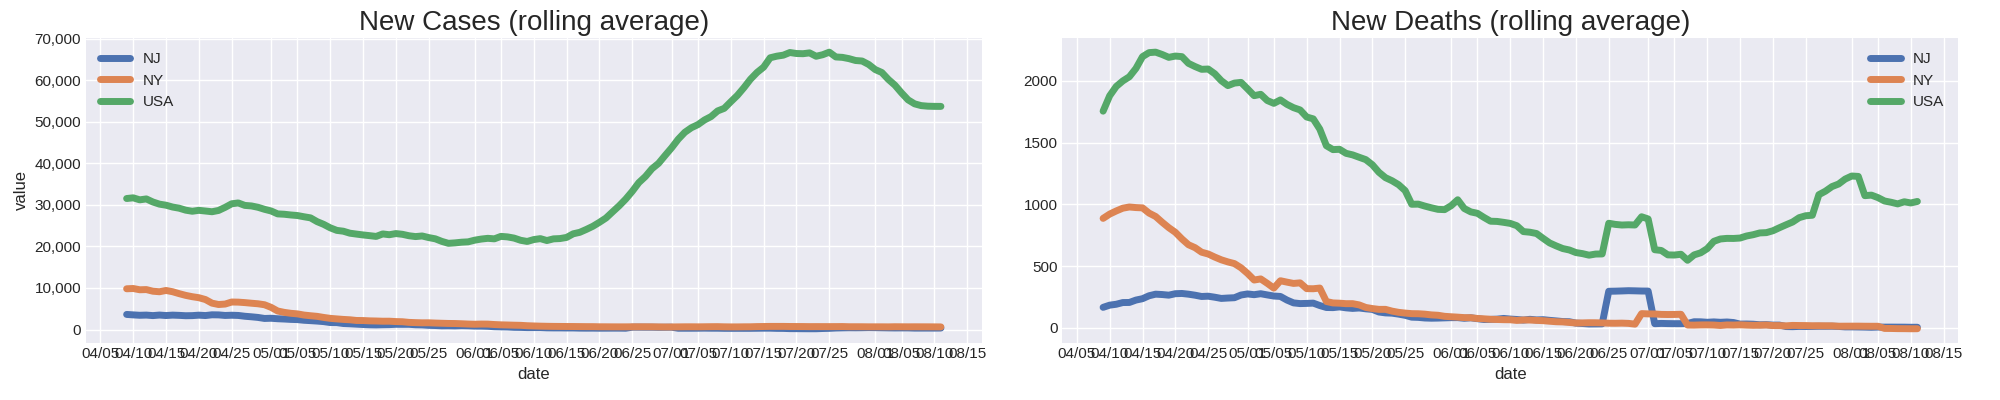 New Cases (rolling average)
70,000
60,000
50,000
40,000
30,000
20,000
10,000
0
value
NJ
NY
USA
04/05 04/10 04/15 04/20 04/25 05/01 05/05 05/10 05/15 05/20 05/25 06/01 06/05 06/10 06/15 06/20 06/25 07/01 07/05 07/10 07/15 07/20 07/25 08/01 08/05 08/10 08/15
date
New Deaths (rolling average)
2000
1500
1000
500
0
NJ
NY
USA
04/05 04/10 04/15 04/20 04/25 05/01 05/05 05/10 05/15 05/20 05/25 06/01 06/05 06/10 06/15 06/20 06/25 07/01 07/05 07/10 07/15 07/20 07/25 08/01 08/05 08/10 08/15
date